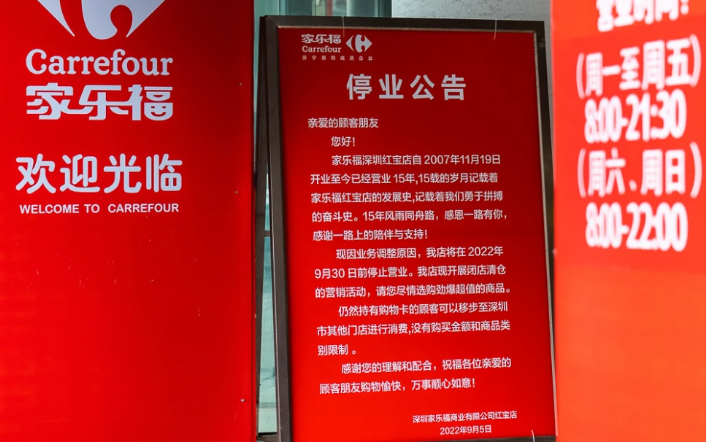 Carrefour
家乐福
欢迎光临
WELCOME TO CARREFOUR
家乐福
Carrefour
停业公告
亲爱的顾客朋友
您好!
家乐福深圳红宝店自2007年11月19日
开业至今已经营业15年,15载的岁月记载着
家乐福红宝店的发展史,记载着我们勇于拼搏
的奋斗史。15年风雨同舟路，感恩一路有你，
感谢一路上的陪伴与支持!
现因业务调整原因，我店将在2022年
9月30日前停止营业。我店现开展闭店清仓
的营销活动，请您尽情选购劲爆超值的商品。
仍然持有购物卡的顾客可以移步至深圳
市其他门店进行消费,没有购买金额和商品类
别限制。
感谢您的理解和配合，祝福各位亲爱的
顾客朋友购物愉快，万事顺心如意!
深圳家乐福商业有限公司红宝店
2022年9月5日
营业时间:
(周一至周五)
8:00-21:30
(周六、周日)
8:00-22:00